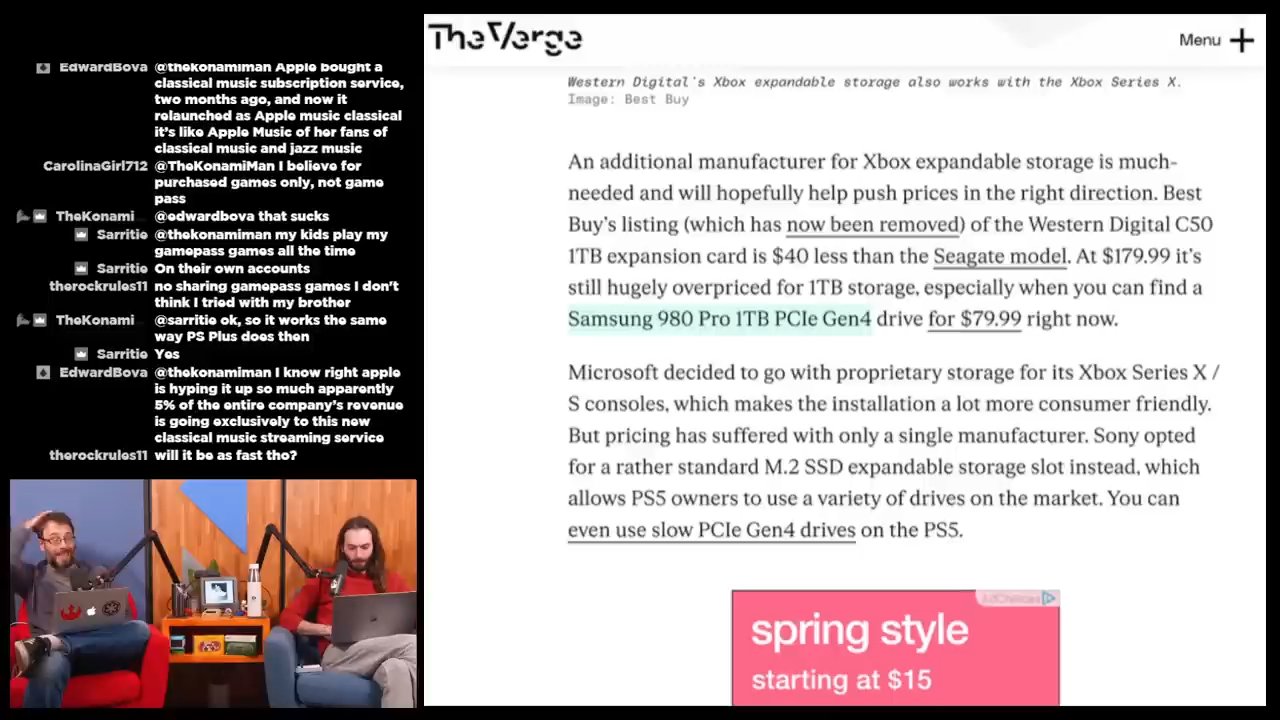 EdwardBova @thekonamiman Apple bought a
classical music subscription service,
two months ago, and now it
relaunched as Apple music classical
it's like Apple Music of her fans of
classical music and jazz music
CarolinaGirl712 @TheKonamiMan I believe for
purchased games only, not game
pass
TheKonami @edwardbova that sucks
Sarritie @thekonamiman my kids play my
gamepass games all the time
Sarritie On their own accounts
therockrules11 no sharing gamepass games I don't
think I tried with my brother
TheKonami @sarritie ok, so it works the same
way PS Plus does then
Sarritie Yes
EdwardBova @thekonamiman I know right apple
is hyping it up so much apparently
5% of the entire company's revenue
is going exclusively to this new
classical music streaming service
therockrules11 will it be as fast tho?
The Verge
Menu
Western Digital's Xbox expandable storage also works with the Xbox Series X.
Image: Best Buy
An additional manufacturer for Xbox expandable storage is much-
needed and will hopefully help push prices in the right direction. Best
Buy's listing (which has now been removed) of the Western Digital C50
1TB expansion card is $40 less than the Seagate model. At $179.99 it's
still hugely overpriced for 1TB storage, especially when you can find a
Samsung 980 Pro 1TB PCIe Gen4 drive for $79.99 right now.
Microsoft decided to go with proprietary storage for its Xbox Series X /
S consoles, which makes the installation a lot more consumer friendly.
But pricing has suffered with only a single manufacturer. Sony opted
for a rather standard M.2 SSD expandable storage slot instead, which
allows PS5 owners to use a variety of drives on the market. You can
even use slow PCIe Gen4 drives on the PS5.
AdChoices
spring style
starting at $15